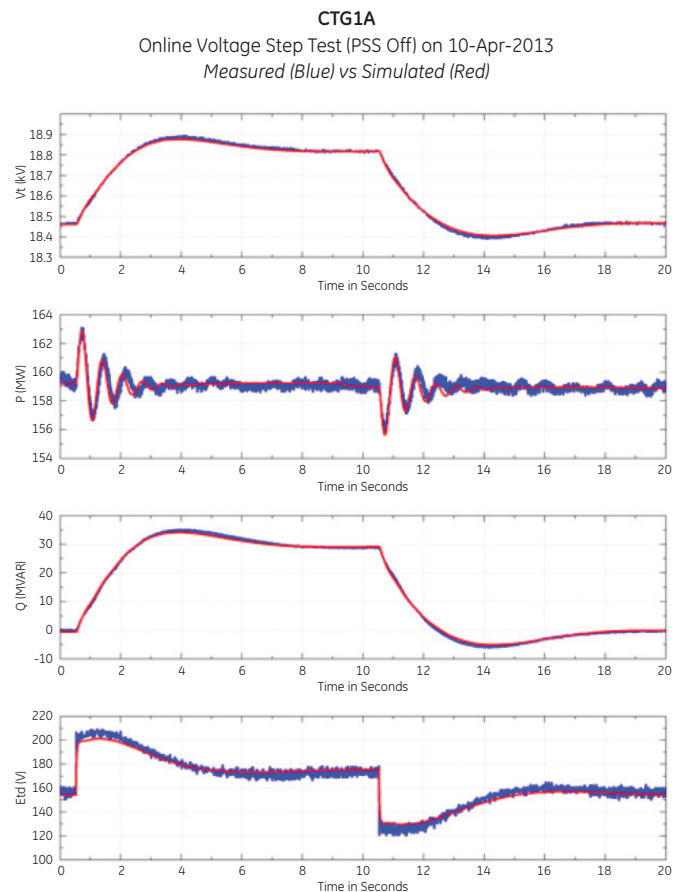 CTG1A
Online Voltage Step Test (PSS Off) on 10-Apr-2013
Measured (Blue) vs Simulated (Red)
18.9
18.8
18.7
18.6
18.5
18.4
18.3
Vt (kV)
0 2 4 6 8 10 12 14 16 18 20
Time in Seconds
164
162
160
158
156
154
P (MW)
0 2 4 6 8 10 12 14 16 18 20
Time in Seconds
40
30
20
10
0
-10
Q (MVAR)
0 2 4 6 8 10 12 14 16 18 20
Time in Seconds
220
200
180
160
140
120
100
Etd (V)
0 2 4 6 8 10 12 14 16 18 20
Time in Seconds